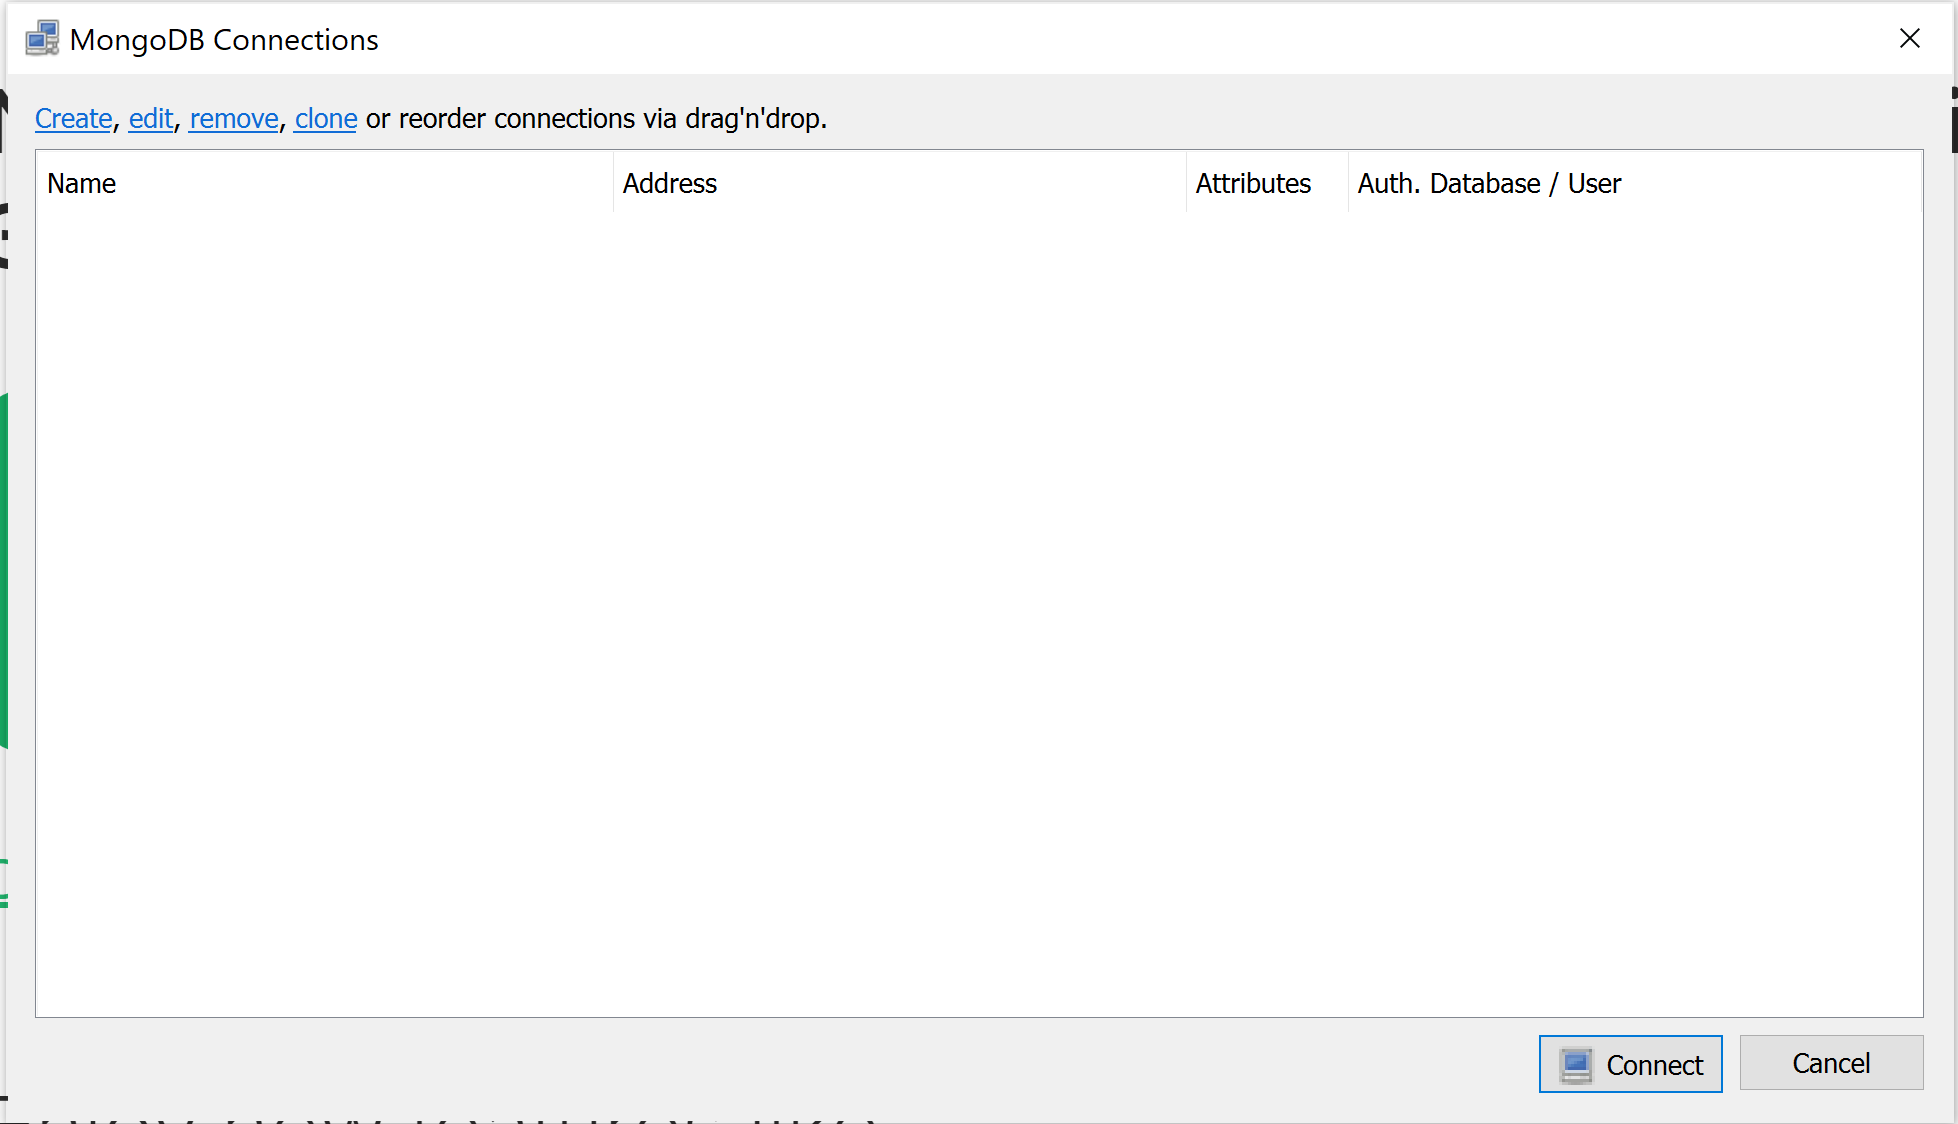 MongoDB Connections
Create, edit, remove, clone or reorder connections via drag'n'drop.
Name Address Attributes Auth. Database / User
Connect Cancel